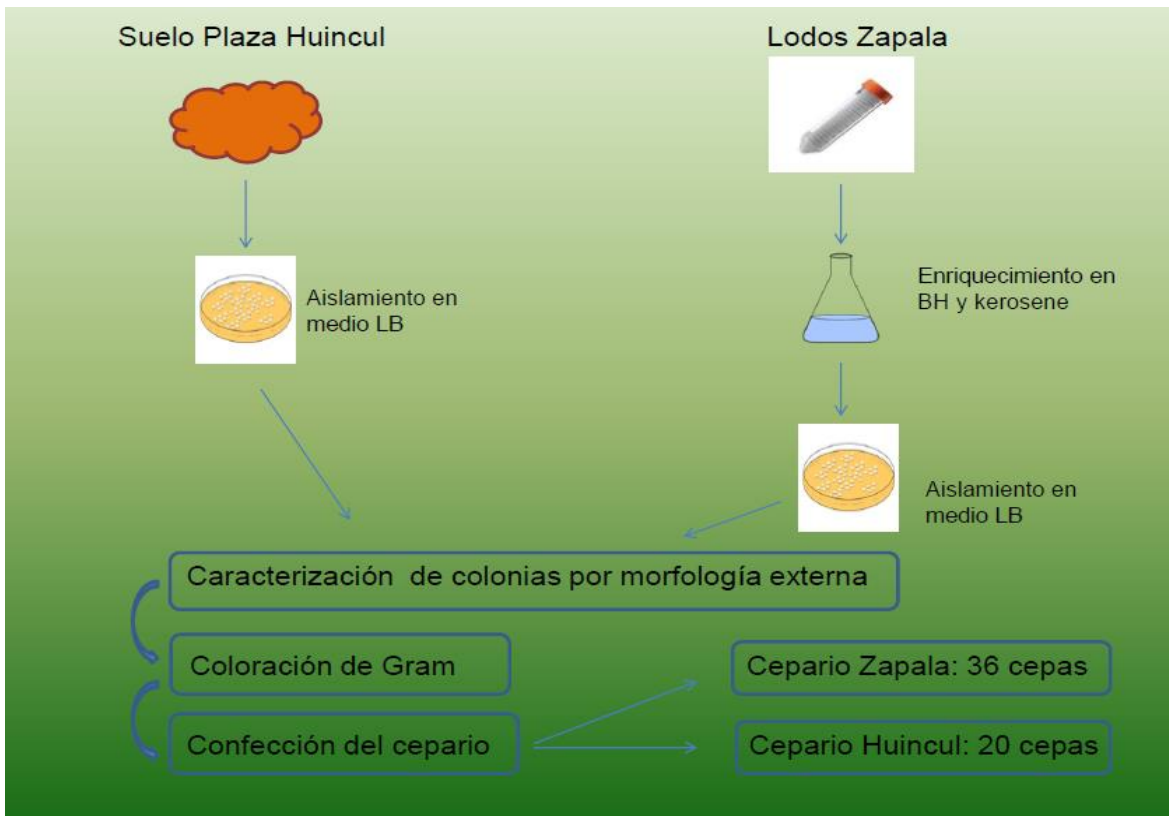 Suelo Plaza Huincul
Lodos Zapala
Aislamiento en
medio LB
Enriquecimiento en
BH y kerosene
Aislamiento en
medio LB
Caracterización de colonias por morfología externa
Coloración de Gram
Cepario Zapala: 36 cepas
Confección del cepario
Cepario Huincul: 20 cepas